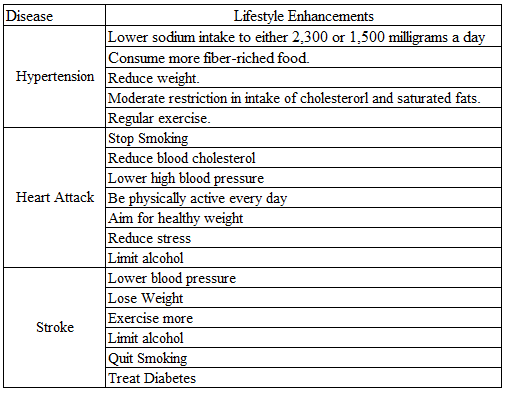 Disease Lifestyle Enhancements
Hypertension
Lower sodium intake to either 2,300 or 1,500 milligrams a day
Consume more fiber-riched food.
Reduce weight.
Moderate restriction in intake of cholesterorl and saturated fats.
Regular exercise.
Heart Attack
Stop Smoking
Reduce blood cholesterol
Lower high blood pressure
Be physically active every day
Aim for healthy weight
Reduce stress
Limit alcohol
Stroke
Lower blood pressure
Lose Weight
Exercise more
Limit alcohol
Quit Smoking
Treat Diabetes